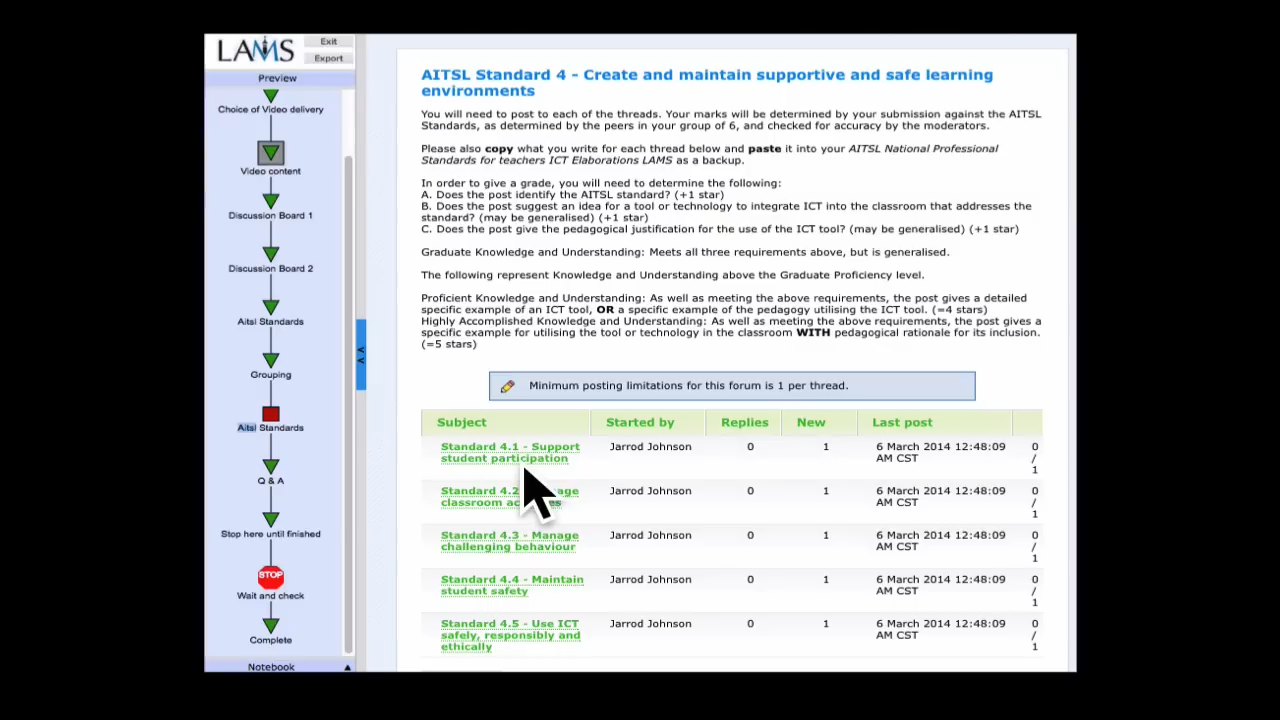 LAMS
Exit
Export
Preview
Choice of Video delivery
Video content
Discussion Board 1
Discussion Board 2
Aitsl Standards
Grouping
Aitsl Standards
Q & A
Stop here until finished
STOP
Wait and check
Complete
Notebook
AITSL Standard 4 - Create and maintain supportive and safe learning
environments
You will need to post to each of the threads. Your marks will be determined by your submission against the AITSL
Standards, as determined by the peers in your group of 6, and checked for accuracy by the moderators.
Please also copy what you write for each thread below and paste it into your AITSL National Professional
Standards for teachers ICT Elaborations LAMS as a backup.
In order to give a grade, you will need to determine the following:
A. Does the post identify the AITSL standard? (+1 star)
B. Does the post suggest an idea for a tool or technology to integrate ICT into the classroom that addresses the
standard? (may be generalised) (+1 star)
C. Does the post give the pedagogical justification for the use of the ICT tool? (may be generalised) (+1 star)
Graduate Knowledge and Understanding: Meets all three requirements above, but is generalised.
The following represent Knowledge and Understanding above the Graduate Proficiency level.
Proficient Knowledge and Understanding: As well as meeting the above requirements, the post gives a detailed
specific example of an ICT tool, OR a specific example of the pedagogy utilising the ICT tool. (=4 stars)
Highly Accomplished Knowledge and Understanding: As well as meeting the above requirements, the post gives a
specific example for utilising the tool or technology in the classroom WITH pedagogical rationale for its inclusion.
(=5 stars)
Minimum posting limitations for this forum is 1 per thread.
Subject Started by Replies New Last post
Standard 4.1 - Support Jarrod Johnson 0 1 6 March 2014 12:48:09 0
student participation AM CST /
1
Standard 4.2 Jarrod Johnson 0 1 6 March 2014 12:48:09 0
classroom AM CST /
1
Standard 4.3 - Manage Jarrod Johnson 0 1 6 March 2014 12:48:09 0
challenging behaviour AM CST /
1
Standard 4.4 - Maintain Jarrod Johnson 0 1 6 March 2014 12:48:09 0
student safety AM CST /
1
Standard 4.5 - Use ICT Jarrod Johnson 0 1 6 March 2014 12:48:09 0
safely, responsibly and AM CST /
ethically 1